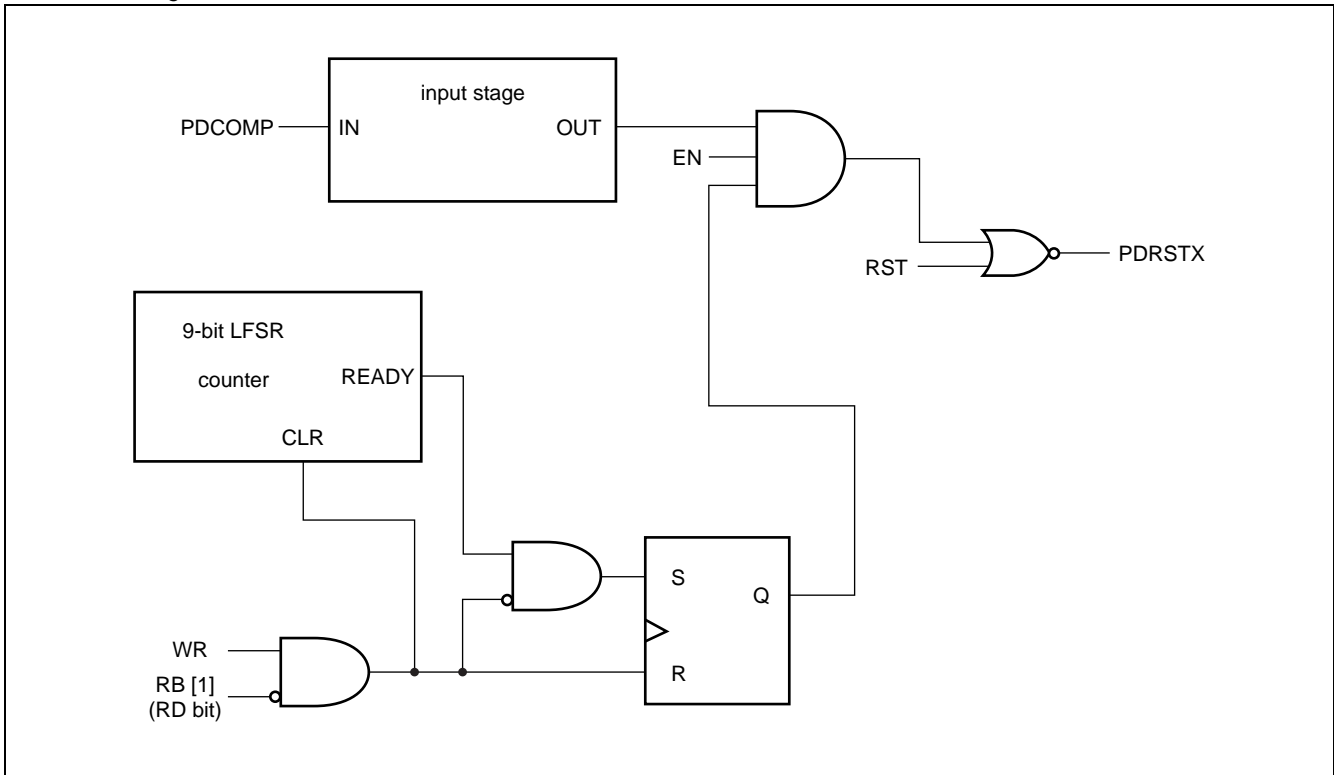 input stage
PDCOMP
IN
OUT
EN
RST
PDRSTX
9-bit LFSR
counter
READY
CLR
S
Q
R
WR
RB [1]
(RD bit)